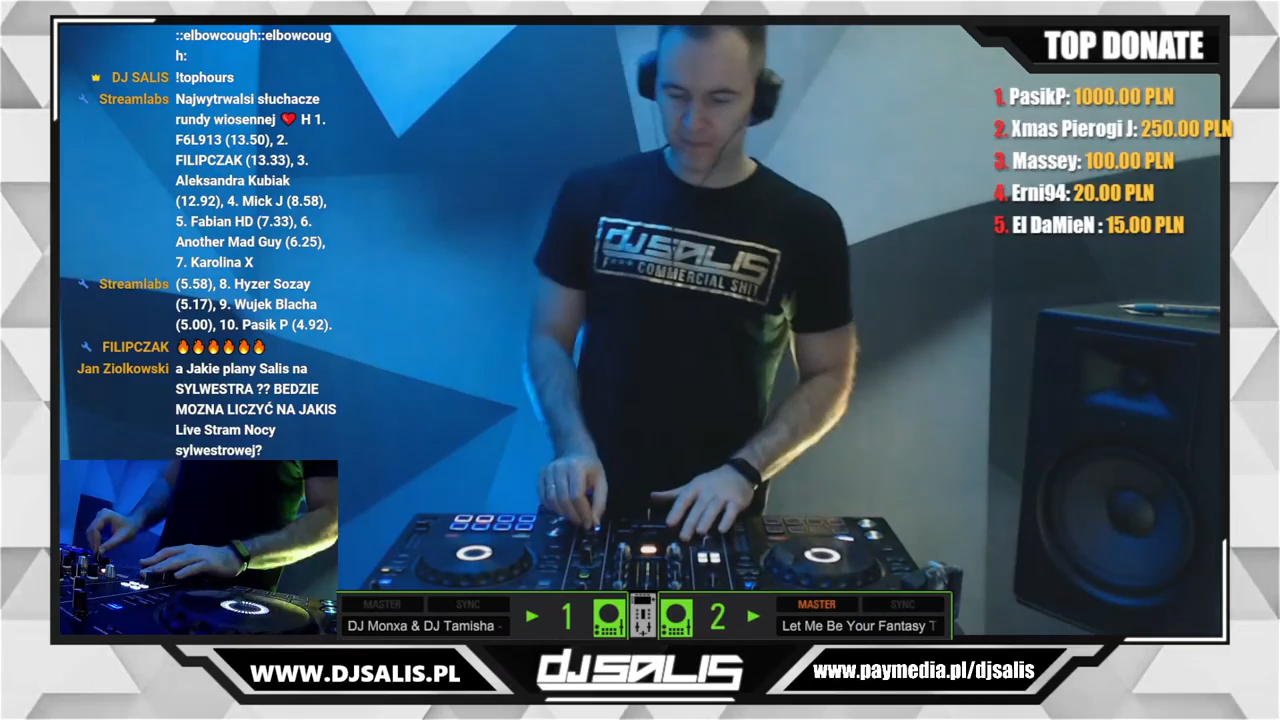 ::elbowcough::elbowcoug
h:
DJ SALIS !tophours
Streamlabs Najwytrwalsi słuchacze
rundy wiosennej ❤️ H 1.
F6L913 (13.50), 2.
FILIPCZAK (13.33), 3.
Aleksandra Kubiak
(12.92), 4. Mick J (8.58),
5. Fabian HD (7.33), 6.
Another Mad Guy (6.25),
7. Karolina X
Streamlabs (5.58), 8. Hyzer Sozay
(5.17), 9. Wujek Blacha
(5.00), 10. Pasik P (4.92).
FILIPCZAK 🔥🔥🔥🔥🔥🔥
Jan Ziolkowski a Jakie plany Salis na
SYLWESTRA ?? BEDZIE
MOZNA LICZYĆ NA JAKIS
Live Stram Nocy
sylwestrowej?
TOP DONATE
1. PasikP: 1000.00 PLN
2. Xmas Pierogi J: 250.00 PLN
3. Massey: 100.00 PLN
4. Erni94: 20.00 PLN
5. El DaMieN : 15.00 PLN
DJ SALIS
F*** COMMERCIAL SHIT
MASTER SYNC
1
2
MASTER SYNC
DJ Monxa & DJ Tamisha -
Let Me Be Your Fantasy T
WWW.DJSALIS.PL
DJ SALIS
www.paymedia.pl/djsalis